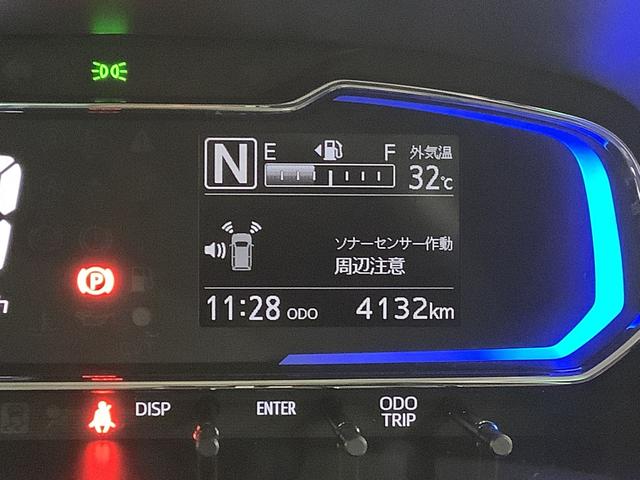 N
E F
外気温
32℃
ソナーセンサー作動
周辺注意
11:28 ODO 4132km
P
DISP
ENTER
ODO
TRIP